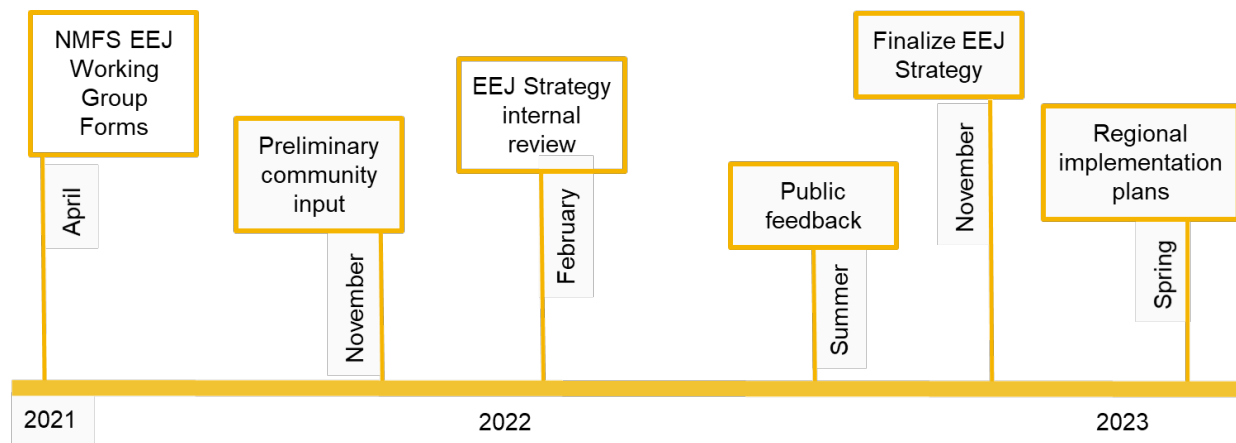 NMFS EEJ
Working
Group
Forms
April
Preliminary
community
input
November
EEJ Strategy
internal
review
February
Public
feedback
Summer
Finalize EEJ
Strategy
November
Regional
implementation
plans
Spring
2021
2022
2023